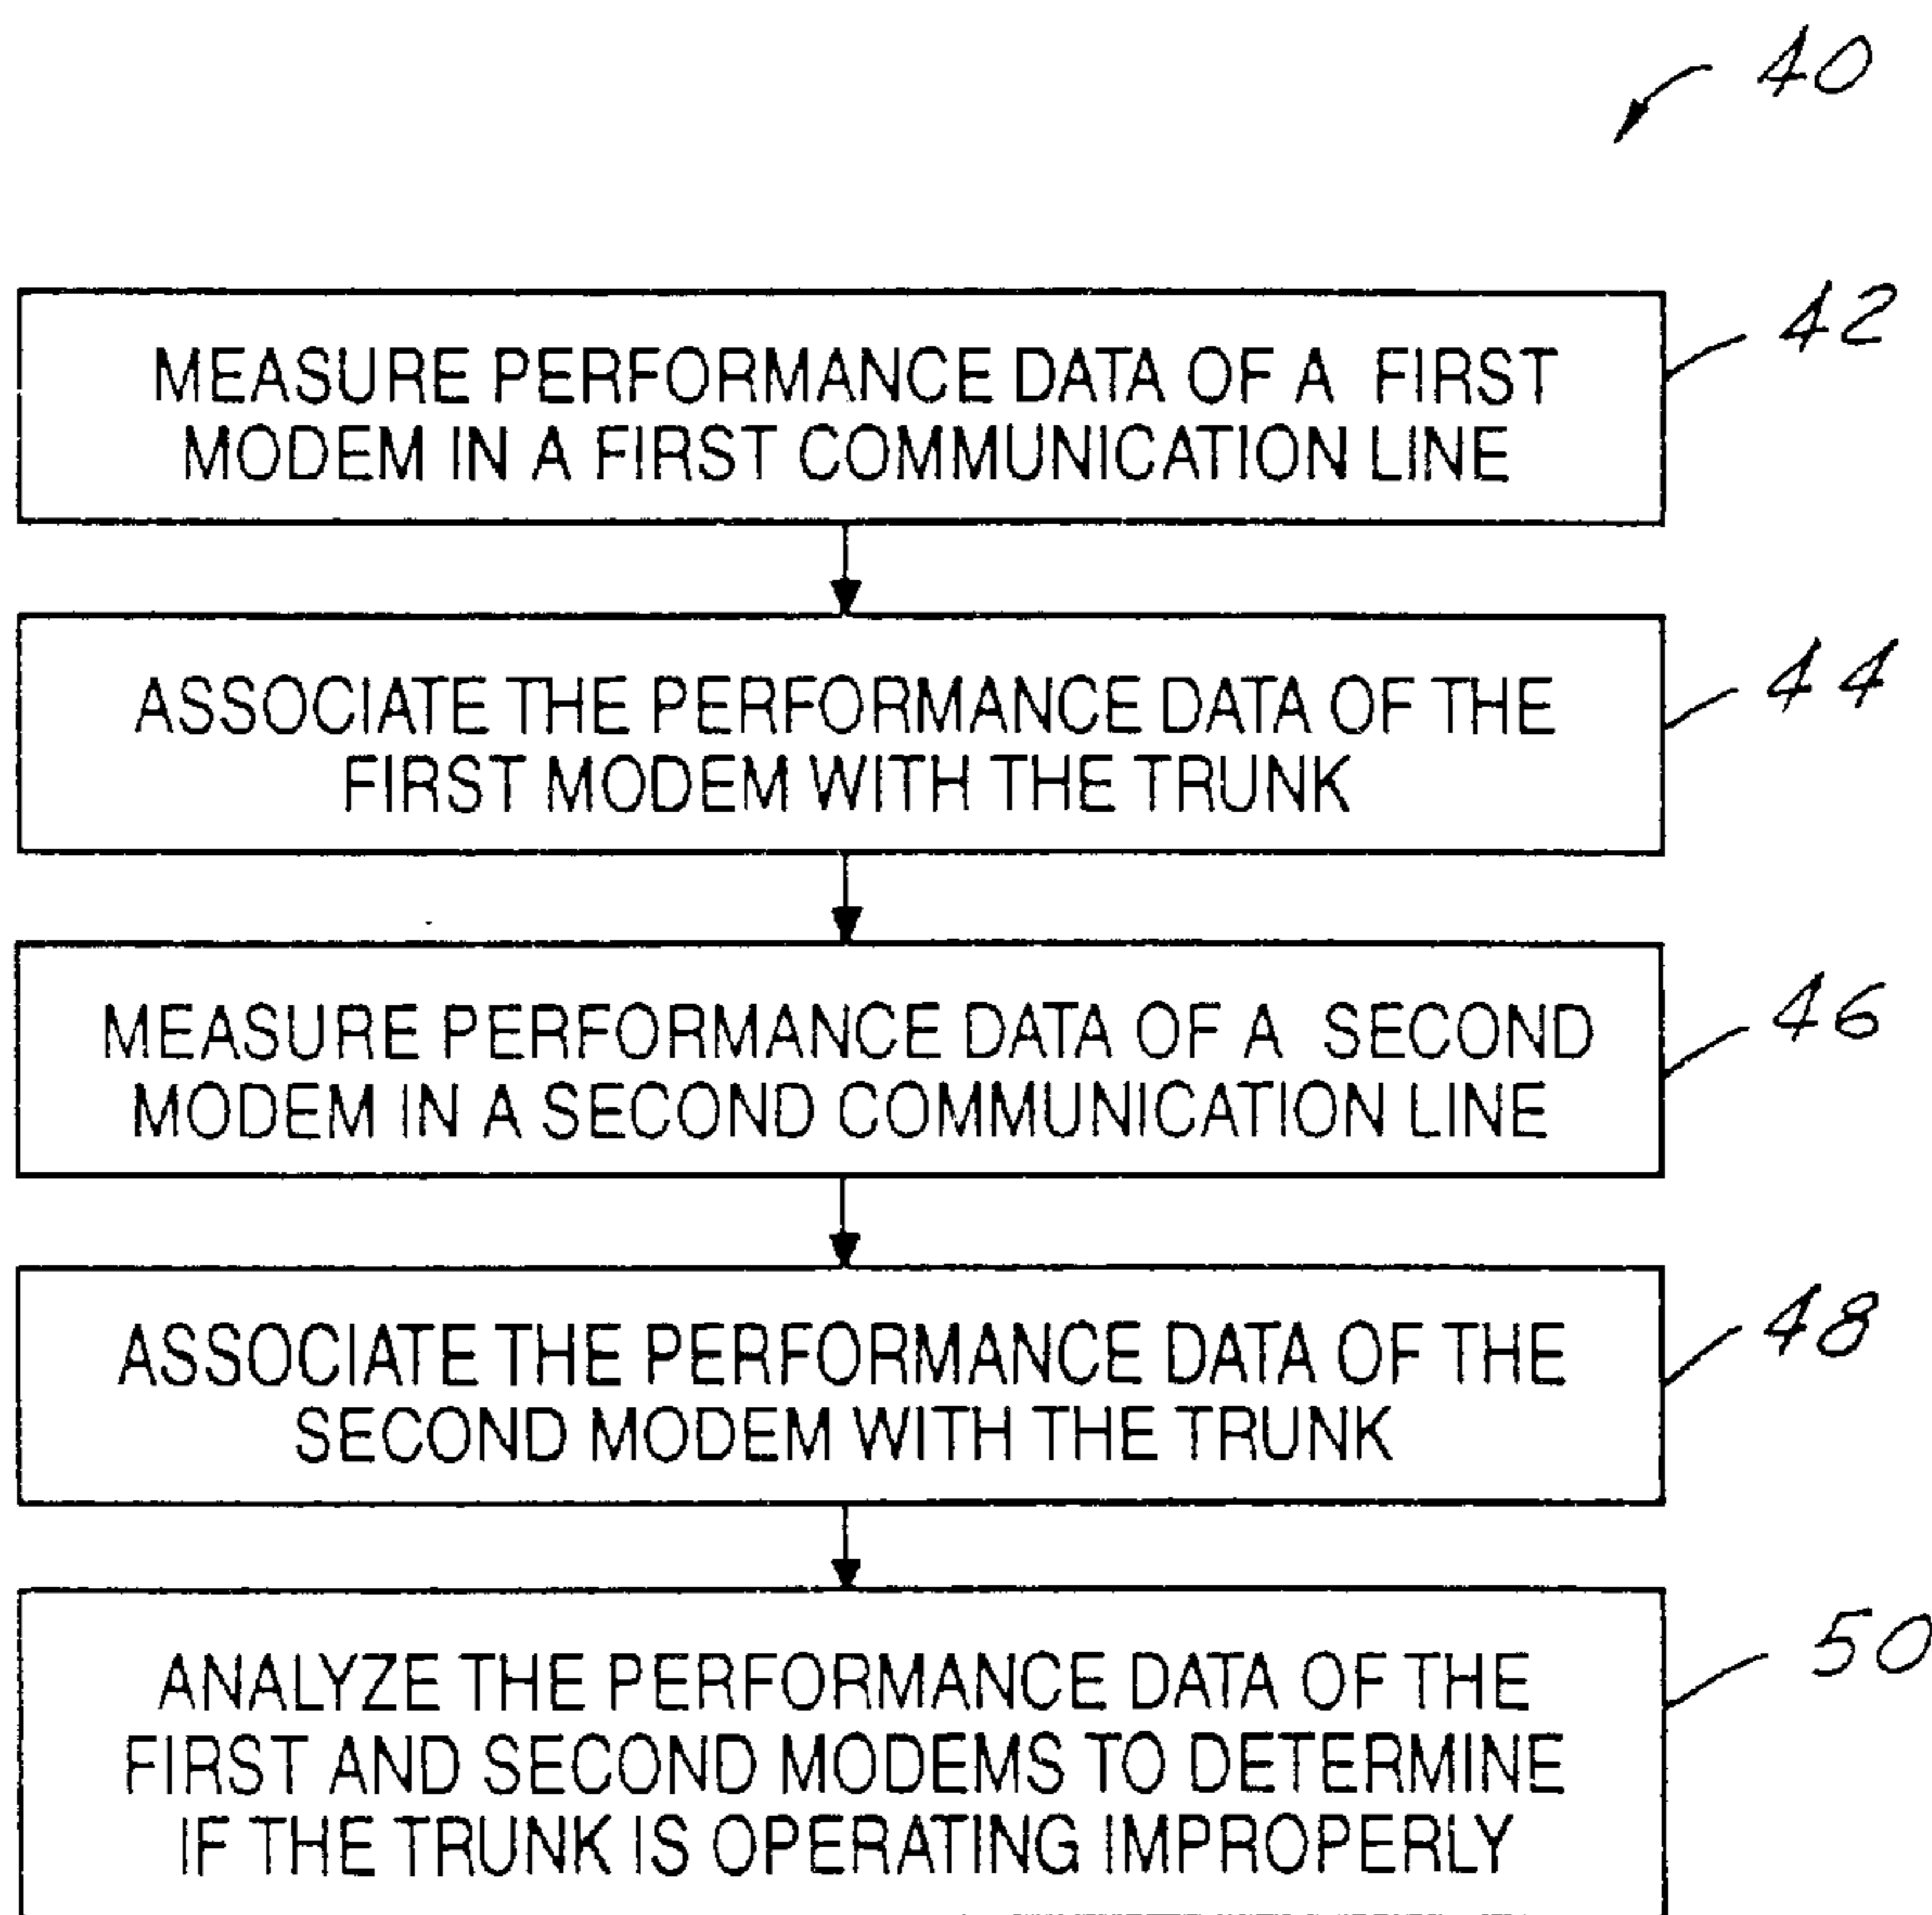 40
MEASURE PERFORMANCE DATA OF A FIRST
MODEM IN A FIRST COMMUNICATION LINE
42
ASSOCIATE THE PERFORMANCE DATA OF THE
FIRST MODEM WITH THE TRUNK
44
MEASURE PERFORMANCE DATA OF A SECOND
MODEM IN A SECOND COMMUNICATION LINE
46
ASSOCIATE THE PERFORMANCE DATA OF THE
SECOND MODEM WITH THE TRUNK
48
ANALYZE THE PERFORMANCE DATA OF THE
FIRST AND SECOND MODEMS TO DETERMINE
IF THE TRUNK IS OPERATING IMPROPERLY
50